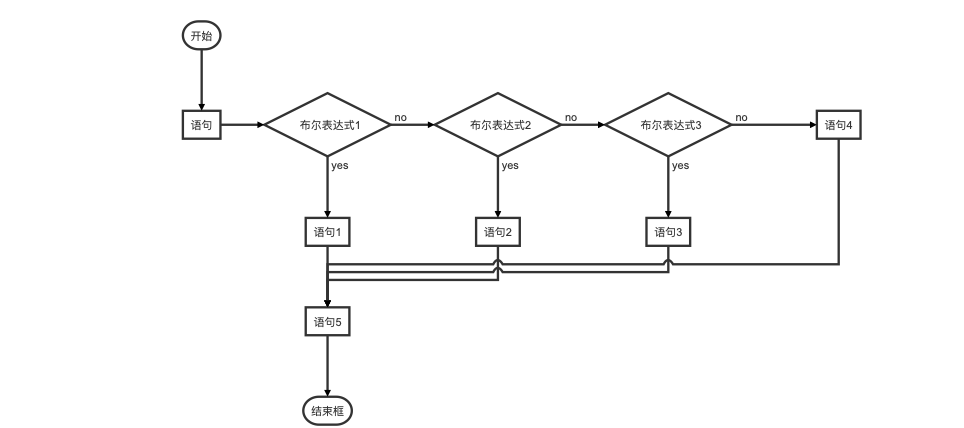 开始
语句
布尔表达式1
no
布尔表达式2
no
布尔表达式3
no
语句4
yes
yes
yes
语句1
语句2
语句3
语句5
结束框